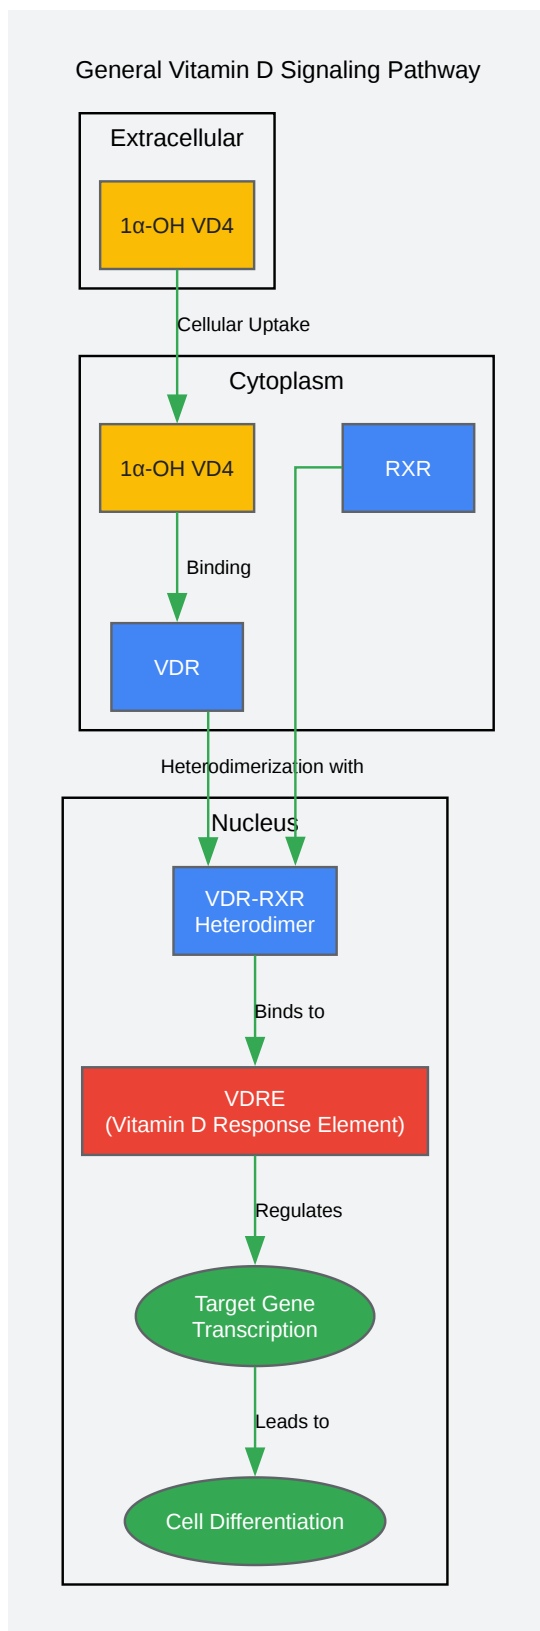 General Vitamin D Signaling Pathway
Extracellular
1α-OH VD4
Cellular Uptake
Cytoplasm
1α-OH VD4
RXR
Binding
VDR
Heterodimerization with
Nucleus
VDR-RXR
Heterodimer
Binds to
VDRE
(Vitamin D Response Element)
Regulates
Target Gene
Transcription
Leads to
Cell Differentiation